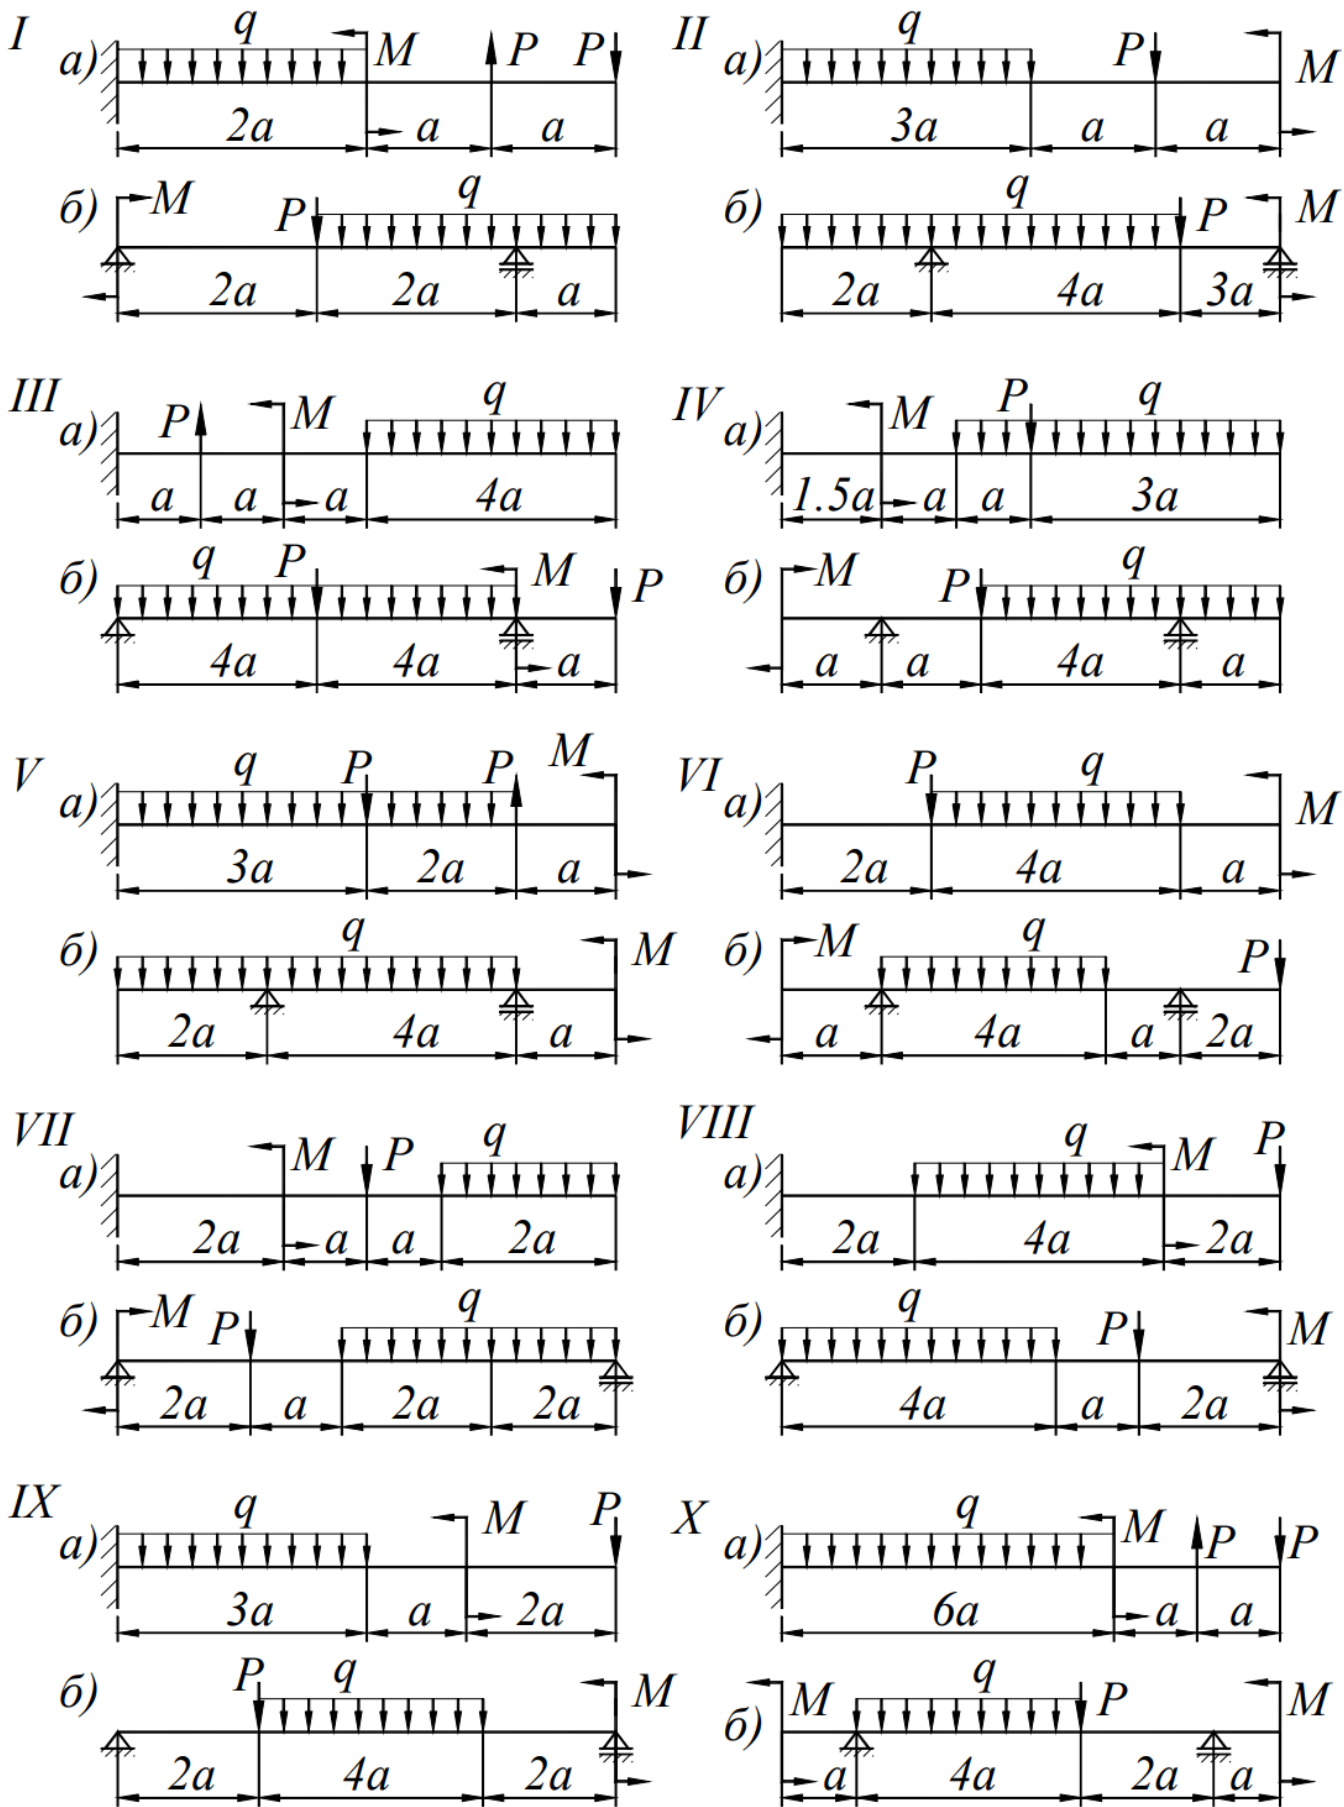 I II
а) q M P P а) q P M
2a a a 3a a a
б) M P q б) q P M
2a 2a a 2a 4a 3a
III IV
а) P M q а) M P q
a a a 4a 1.5a a a 3a
б) q P M P б) M P q
4a 4a a a a 4a a
V VI
а) q P P M а) P q M
3a 2a a 2a 4a a
б) q M б) M q P
2a 4a a a 4a a 2a
VII VIII
а) M P q а) q M P
2a a a 2a 2a 4a 2a
б) M P q б) q P M
2a a 2a 2a 4a a 2a
IX X
а) q M P а) q M P P
3a a 2a 6a a a
б) P q M б) M q P M
2a 4a 2a a 4a 2a a